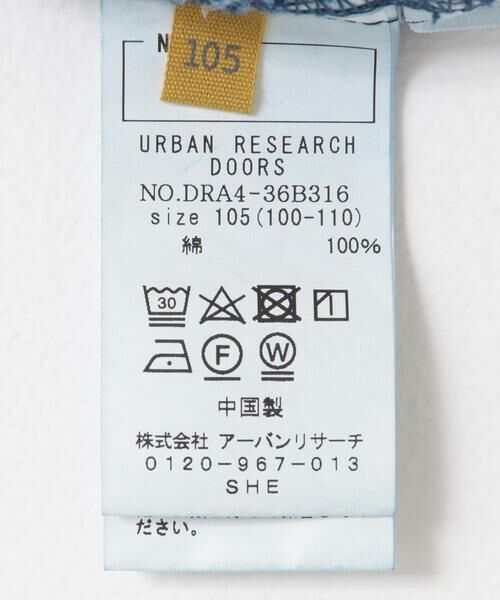 105
URBAN RESEARCH
DOORS
NO.DRA4-36B316
size 105(100-110)
綿 100%
30
F W
中国製
株式会社 アーバンリサーチ
0120-967-013
SHE
ださい。